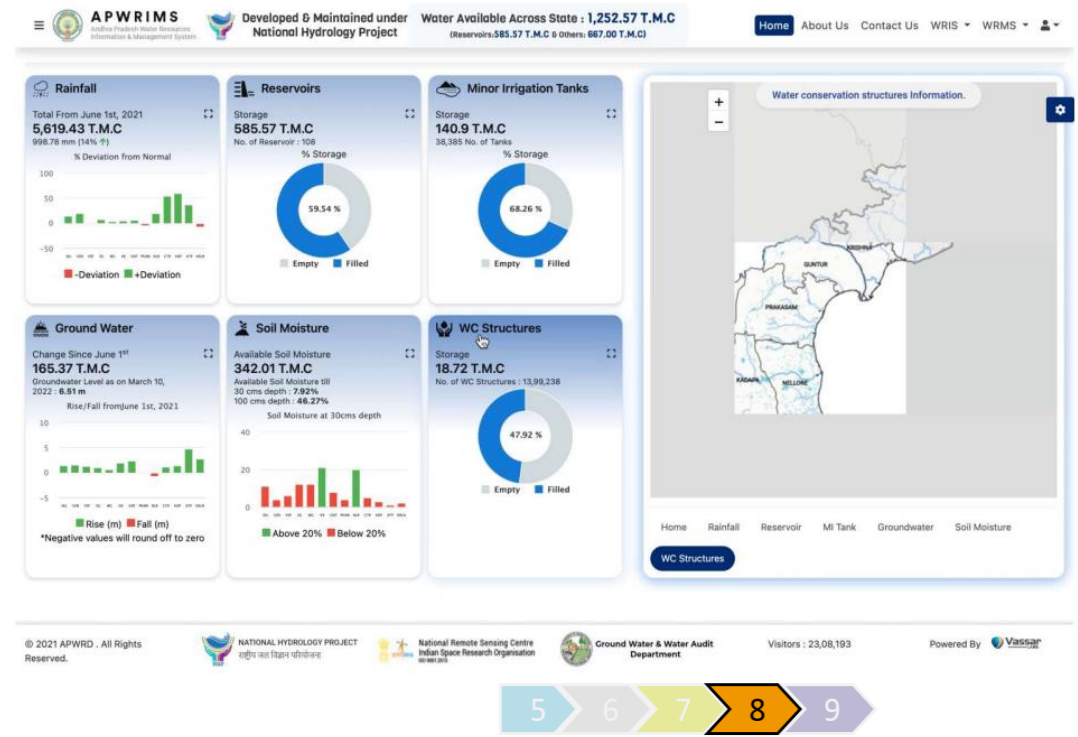 APWRIMS
Andhra Pradesh Water Resources
Information & Management System
Developed & Maintained under
National Hydrology Project
Water Available Across State : 1,252.57 T.M.C
(Reservoirs:585.57 T.M.C & Others: 667.00 T.M.C)
Home About Us Contact Us WRIS WRMS
Rainfall
Total From June 1st, 2021
5,619.43 T.M.C
998.78 mm (14% ↑)
% Deviation from Normal
100
50
0
-50
-Deviation +Deviation
Reservoirs
Storage
585.57 T.M.C
No. of Reservoir : 108
% Storage
59.54 %
Empty Filled
Minor Irrigation Tanks
Storage
140.9 T.M.C
38,385 No. of Tanks
% Storage
68.26 %
Empty Filled
Ground Water
Change Since June 1st
165.37 T.M.C
Groundwater Level as on March 10,
2022 : 6.51 m
Rise/Fall fromJune 1st, 2021
10
5
0
-5
Rise (m) Fall (m)
*Negative values will round off to zero
Soil Moisture
Available Soil Moisture
342.01 T.M.C
Available Soil Moisture till
30 cms depth : 7.92%
100 cms depth : 46.27%
Soil Moisture at 30cms depth
40
20
0
Above 20% Below 20%
WC Structures
Storage
18.72 T.M.C
No. of WC Structures : 13,99,238
47.92 %
Empty Filled
+
−
Water conservation structures Information.
KRISHNA
GUNTUR
PRAKASAM
KADAPA
NELLORE
Home Rainfall Reservoir MI Tank Groundwater Soil Moisture
WC Structures
© 2021 APWRD . All Rights
Reserved.
NATIONAL HYDROLOGY PROJECT
राष्ट्रीय जल विज्ञान परियोजना
National Remote Sensing Centre
Indian Space Research Organisation
ISO 9001:2015
Ground Water & Water Audit
Department
Visitors : 23,08,193
Powered By Vassar
5 6 7 8 9